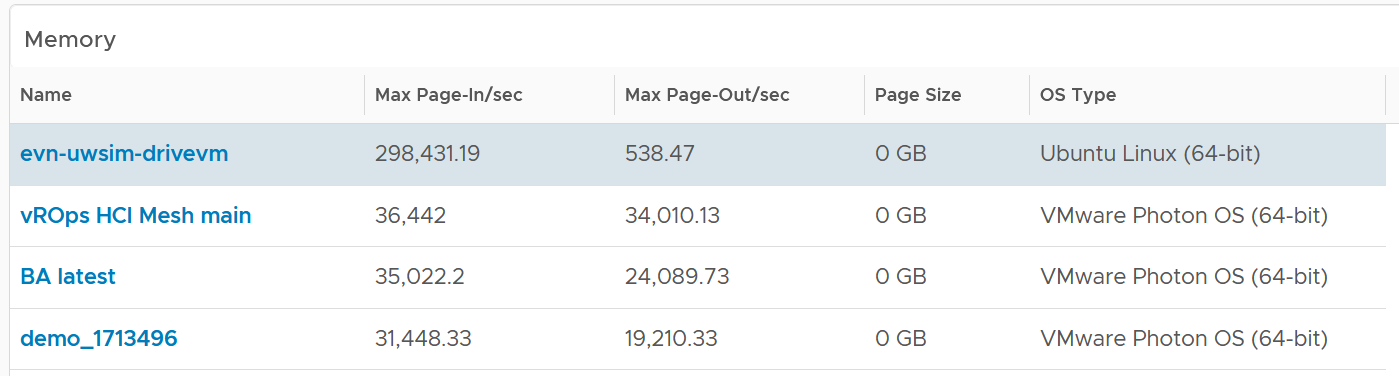 Memory
Name Max Page-In/sec Max Page-Out/sec Page Size OS Type
evn-uwsim-drivevm 298,431.19 538.47 0 GB Ubuntu Linux (64-bit)
vROps HCI Mesh main 36,442 34,010.13 0 GB VMware Photon OS (64-bit)
BA latest 35,022.2 24,089.73 0 GB VMware Photon OS (64-bit)
demo_1713496 31,448.33 19,210.33 0 GB VMware Photon OS (64-bit)